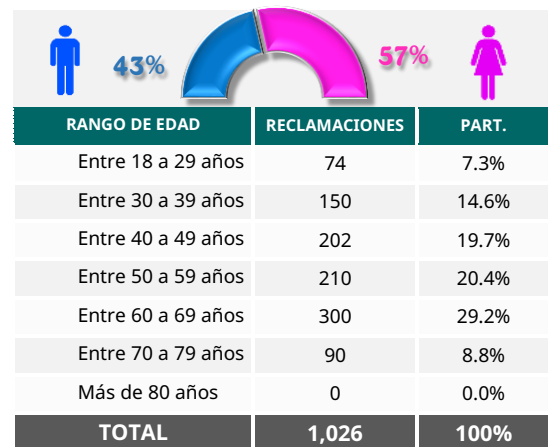 43%
57%
RANGO DE EDAD RECLAMACIONES PART.
Entre 18 a 29 años 74 7.3%
Entre 30 a 39 años 150 14.6%
Entre 40 a 49 años 202 19.7%
Entre 50 a 59 años 210 20.4%
Entre 60 a 69 años 300 29.2%
Entre 70 a 79 años 90 8.8%
Más de 80 años 0 0.0%
TOTAL 1,026 100%